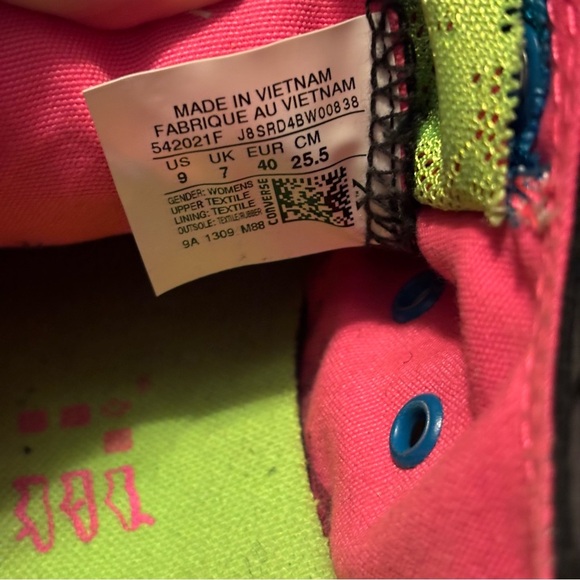 MADE IN VIETNAM
FABRIQUE AU VIETNAM
542021F J8SRD4BW00838
US UK EUR CM
9 7 40 25.5
GENDER: WOMENS
UPPER: TEXTILE
LINING: TEXTILE
OUTSOLE: TEXTILE/RUBBER
CONVERSE
9A 1309 M88